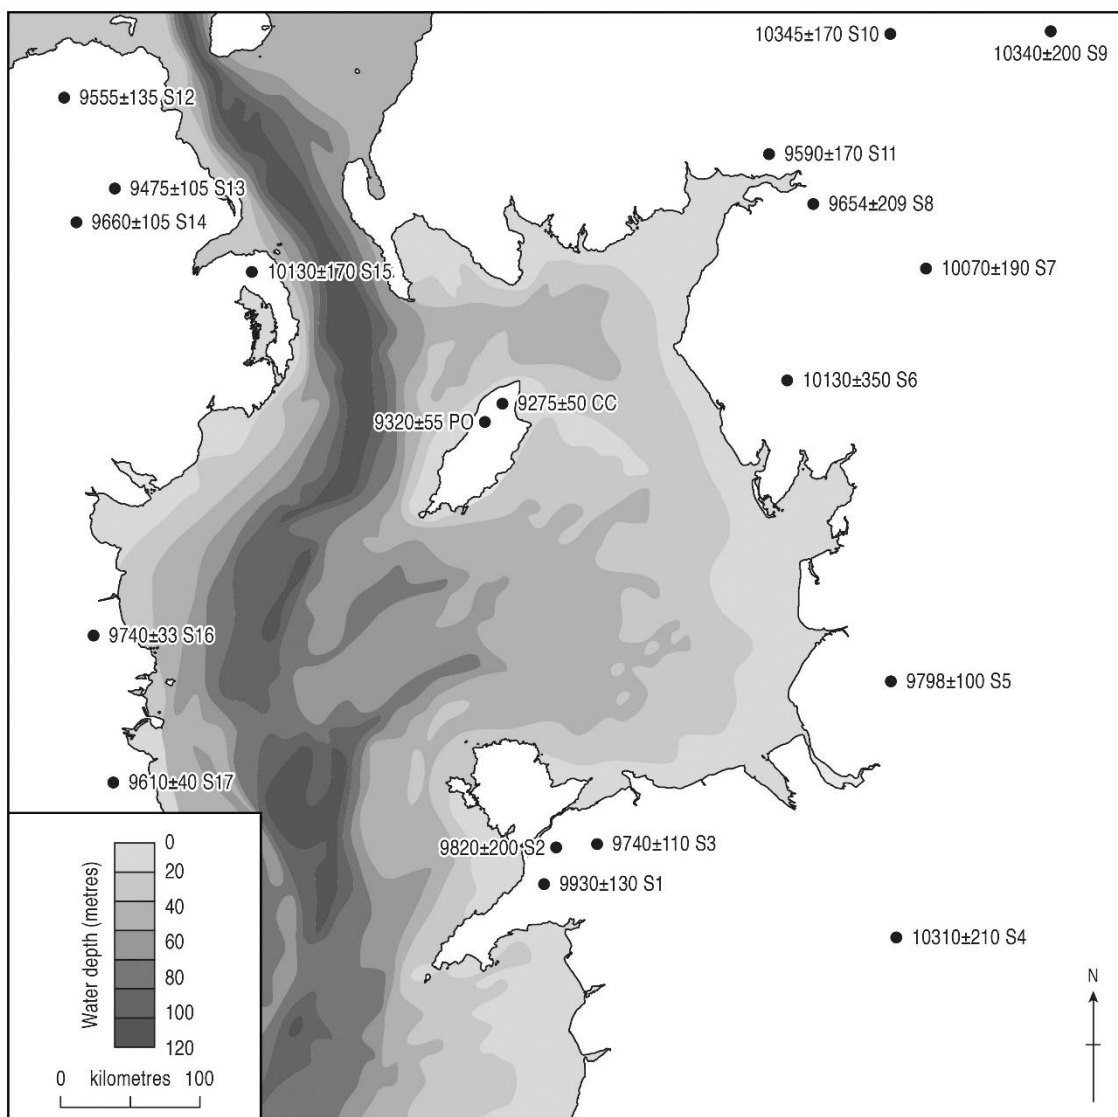 10345±170 S10
10340±200 S9
9555±135 S12
9590±170 S11
9475±105 S13
9654±209 S8
9660±105 S14
10130±170 S15
10070±190 S7
10130±350 S6
9275±50 CC
9320±55 PO
9740±33 S16
9798±100 S5
9610±40 S17
9820±200 S2
9740±110 S3
9930±130 S1
10310±210 S4
Water depth (metres)
0
20
40
60
80
100
120
0 kilometres 100
N